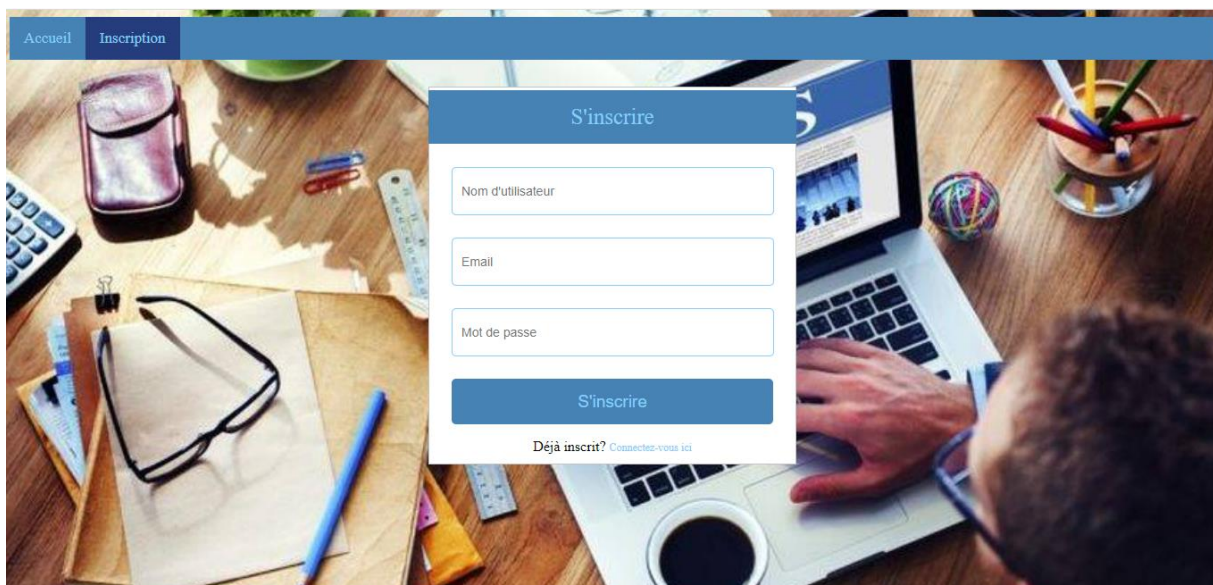 Accueil Inscription
S'inscrire
Nom d'utilisateur
Email
Mot de passe
S'inscrire
Déjà inscrit? Connectez-vous ici
S